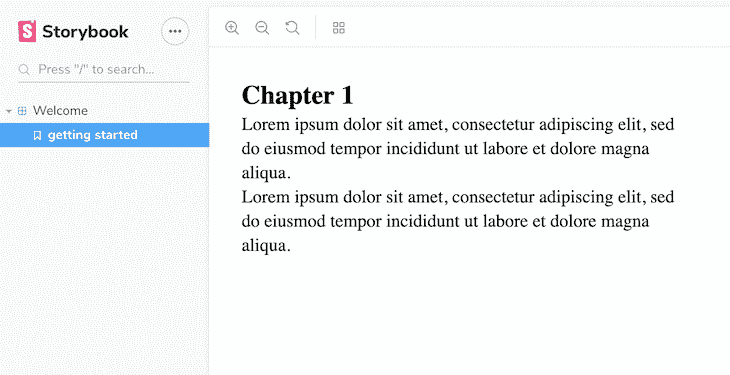 Storybook
Press "/" to search...
Welcome
getting started
Chapter 1
Lorem ipsum dolor sit amet, consectetur adipiscing elit, sed
do eiusmod tempor incididunt ut labore et dolore magna
aliqua.
Lorem ipsum dolor sit amet, consectetur adipiscing elit, sed
do eiusmod tempor incididunt ut labore et dolore magna
aliqua.